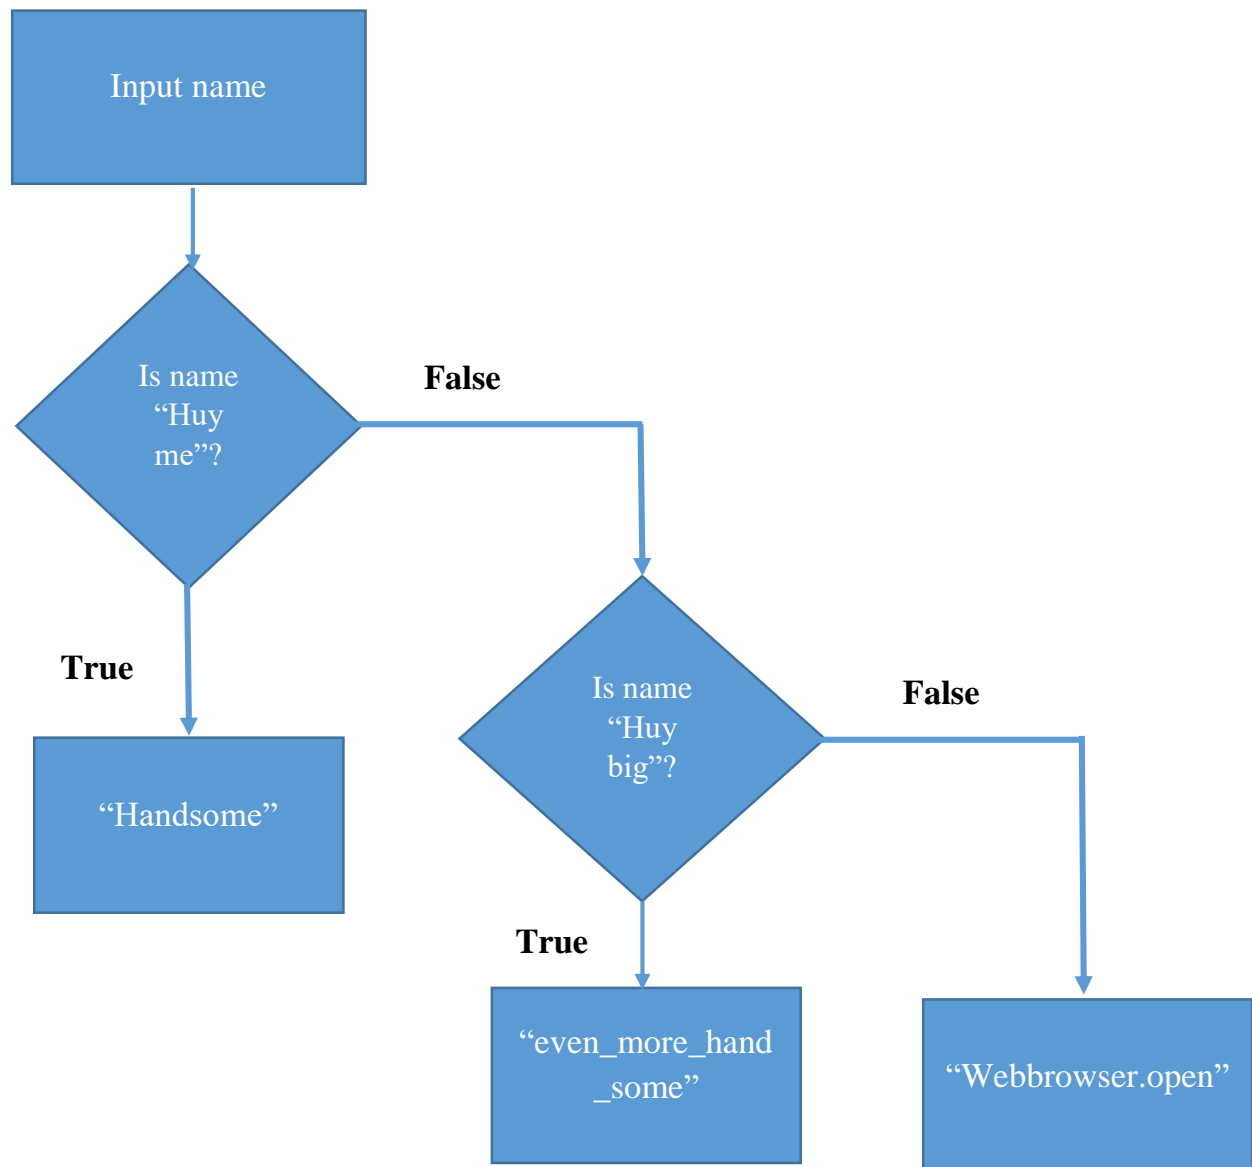 Input name
Is name
“Huy
me”?
False
True
“Handsome”
Is name
“Huy
big”?
False
True
“even_more_hand
_some”
“Webbrowser.open”